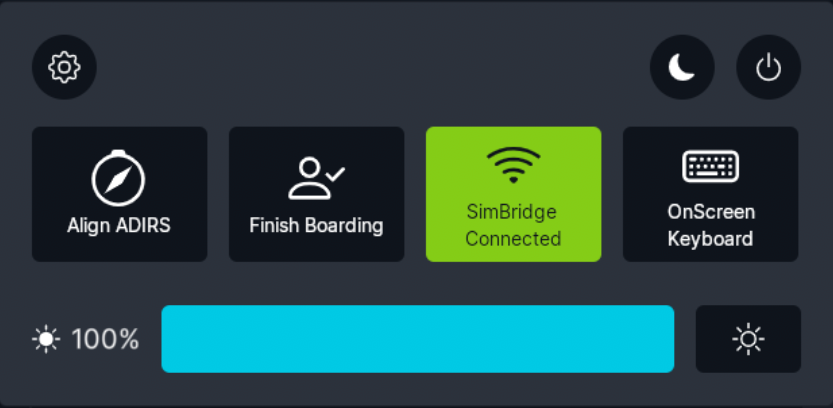 Align ADIRS
Finish Boarding
SimBridge
Connected
OnScreen
Keyboard
100%